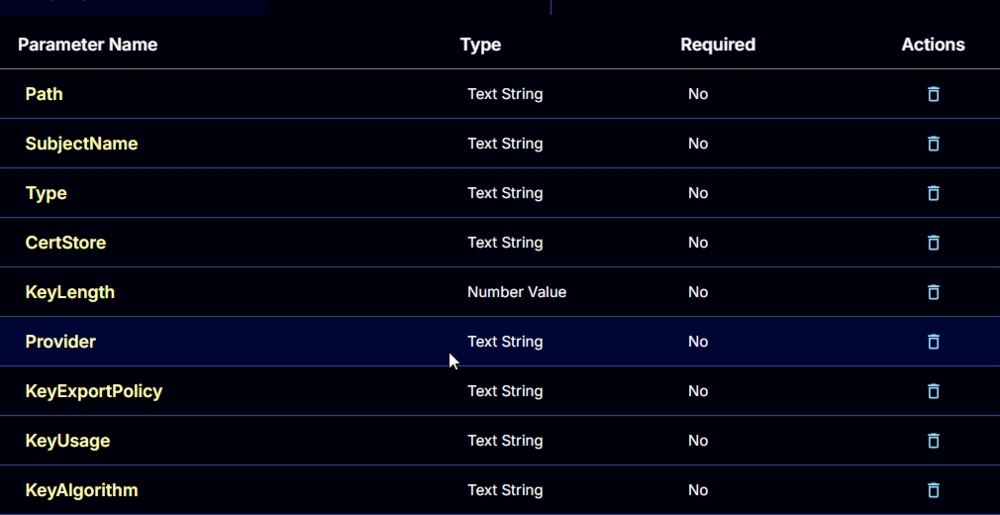 Parameter Name Type Required Actions
Path Text String No
SubjectName Text String No
Type Text String No
CertStore Text String No
KeyLength Number Value No
Provider Text String No
KeyExportPolicy Text String No
KeyUsage Text String No
KeyAlgorithm Text String No